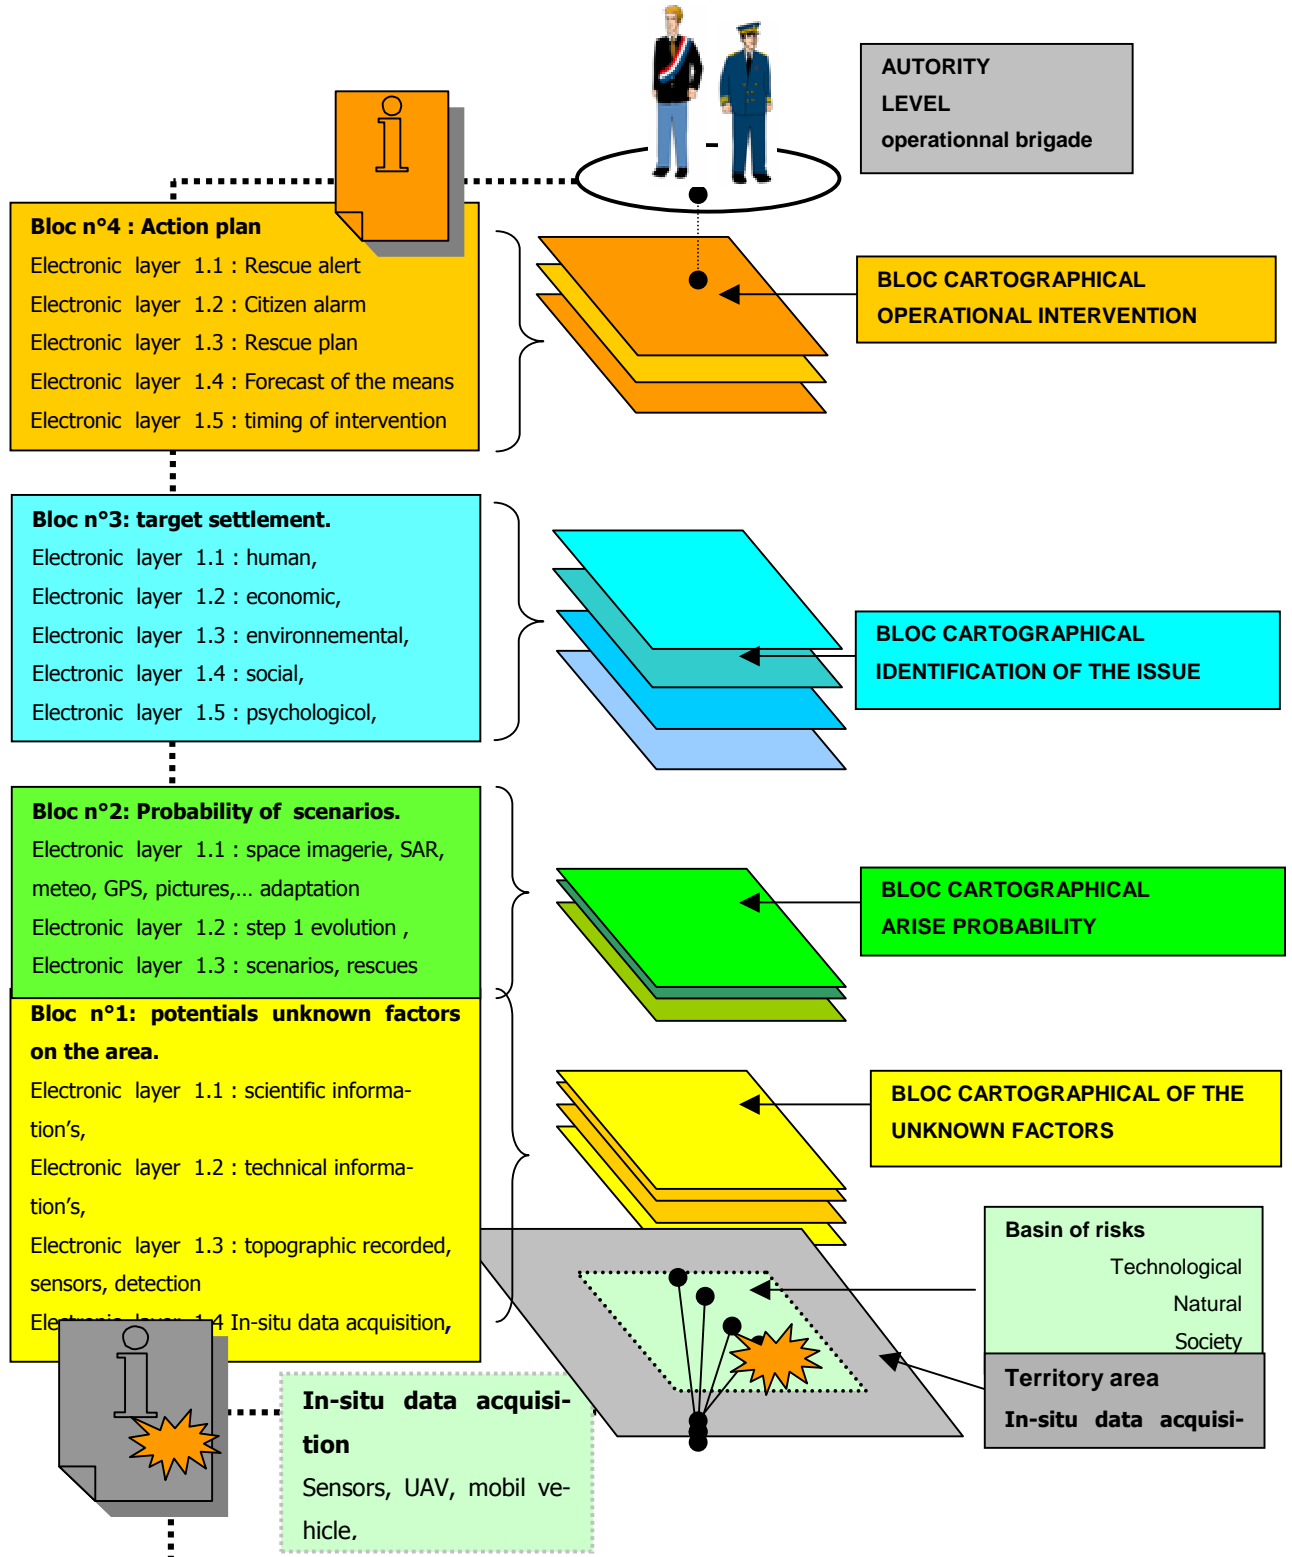 AUTORITY
LEVEL
operationnal brigade
Bloc n°4 : Action plan
Electronic layer 1.1 : Rescue alert
Electronic layer 1.2 : Citizen alarm
Electronic layer 1.3 : Rescue plan
Electronic layer 1.4 : Forecast of the means
Electronic layer 1.5 : timing of intervention
BLOC CARTOGRAPHICAL
OPERATIONAL INTERVENTION
Bloc n°3: target settlement.
Electronic layer 1.1 : human,
Electronic layer 1.2 : economic,
Electronic layer 1.3 : environnemental,
Electronic layer 1.4 : social,
Electronic layer 1.5 : psychologicol,
BLOC CARTOGRAPHICAL
IDENTIFICATION OF THE ISSUE
Bloc n°2: Probability of scenarios.
Electronic layer 1.1 : space imagerie, SAR,
meteo, GPS, pictures,... adaptation
Electronic layer 1.2 : step 1 evolution ,
Electronic layer 1.3 : scenarios, rescues
BLOC CARTOGRAPHICAL
ARISE PROBABILITY
Bloc n°1: potentials unknown factors
on the area.
Electronic layer 1.1 : scientific informa-
tion's,
Electronic layer 1.2 : technical informa-
tion's,
Electronic layer 1.3 : topographic recorded,
sensors, detection
Electronic layer 1.4 In-situ data acquisition,
BLOC CARTOGRAPHICAL OF THE
UNKNOWN FACTORS
Basin of risks
Technological
Natural
Society
Territory area
In-situ data acquisi-
In-situ data acquisi-
tion
Sensors, UAV, mobil ve-
hicle.